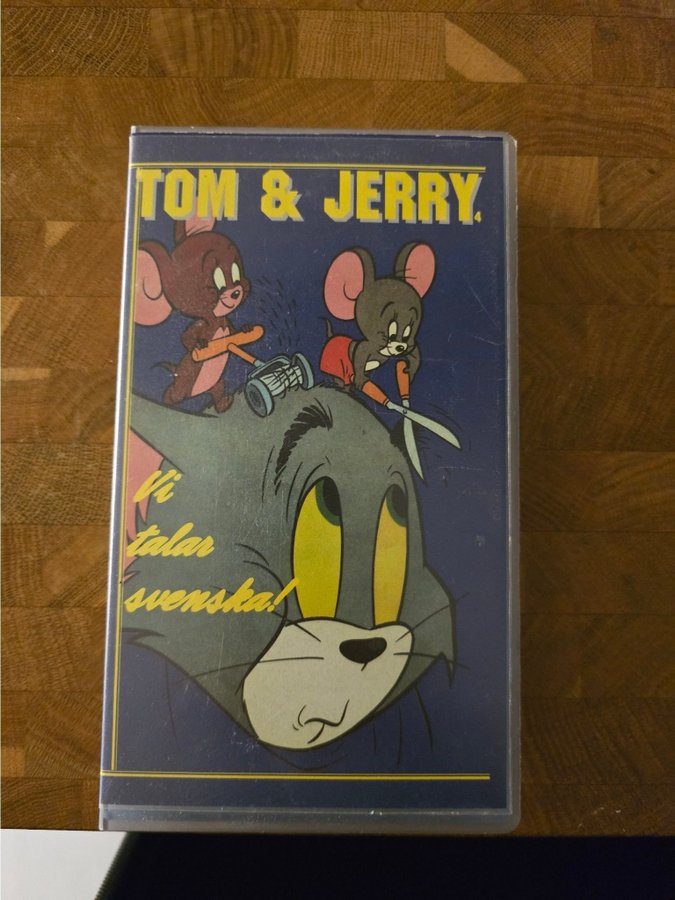 TOM & JERRY 4
Vi
talar
svenska!